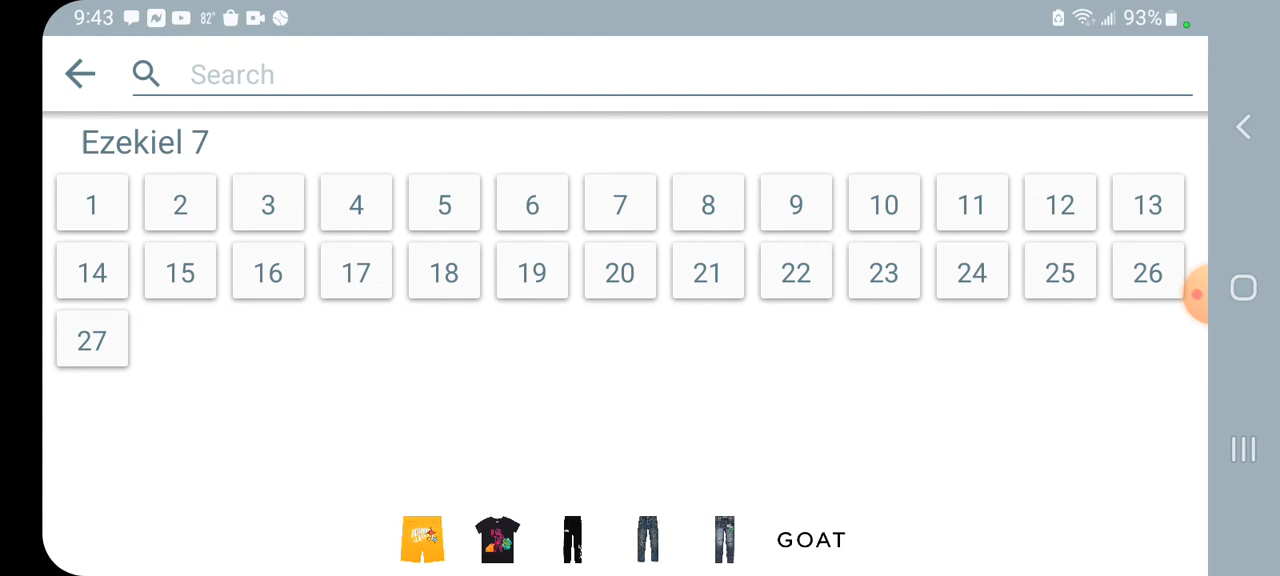 9:43 82° 93%
Search
Ezekiel 7
1 2 3 4 5 6 7 8 9 10 11 12 13
14 15 16 17 18 19 20 21 22 23 24 25 26
27
GOAT